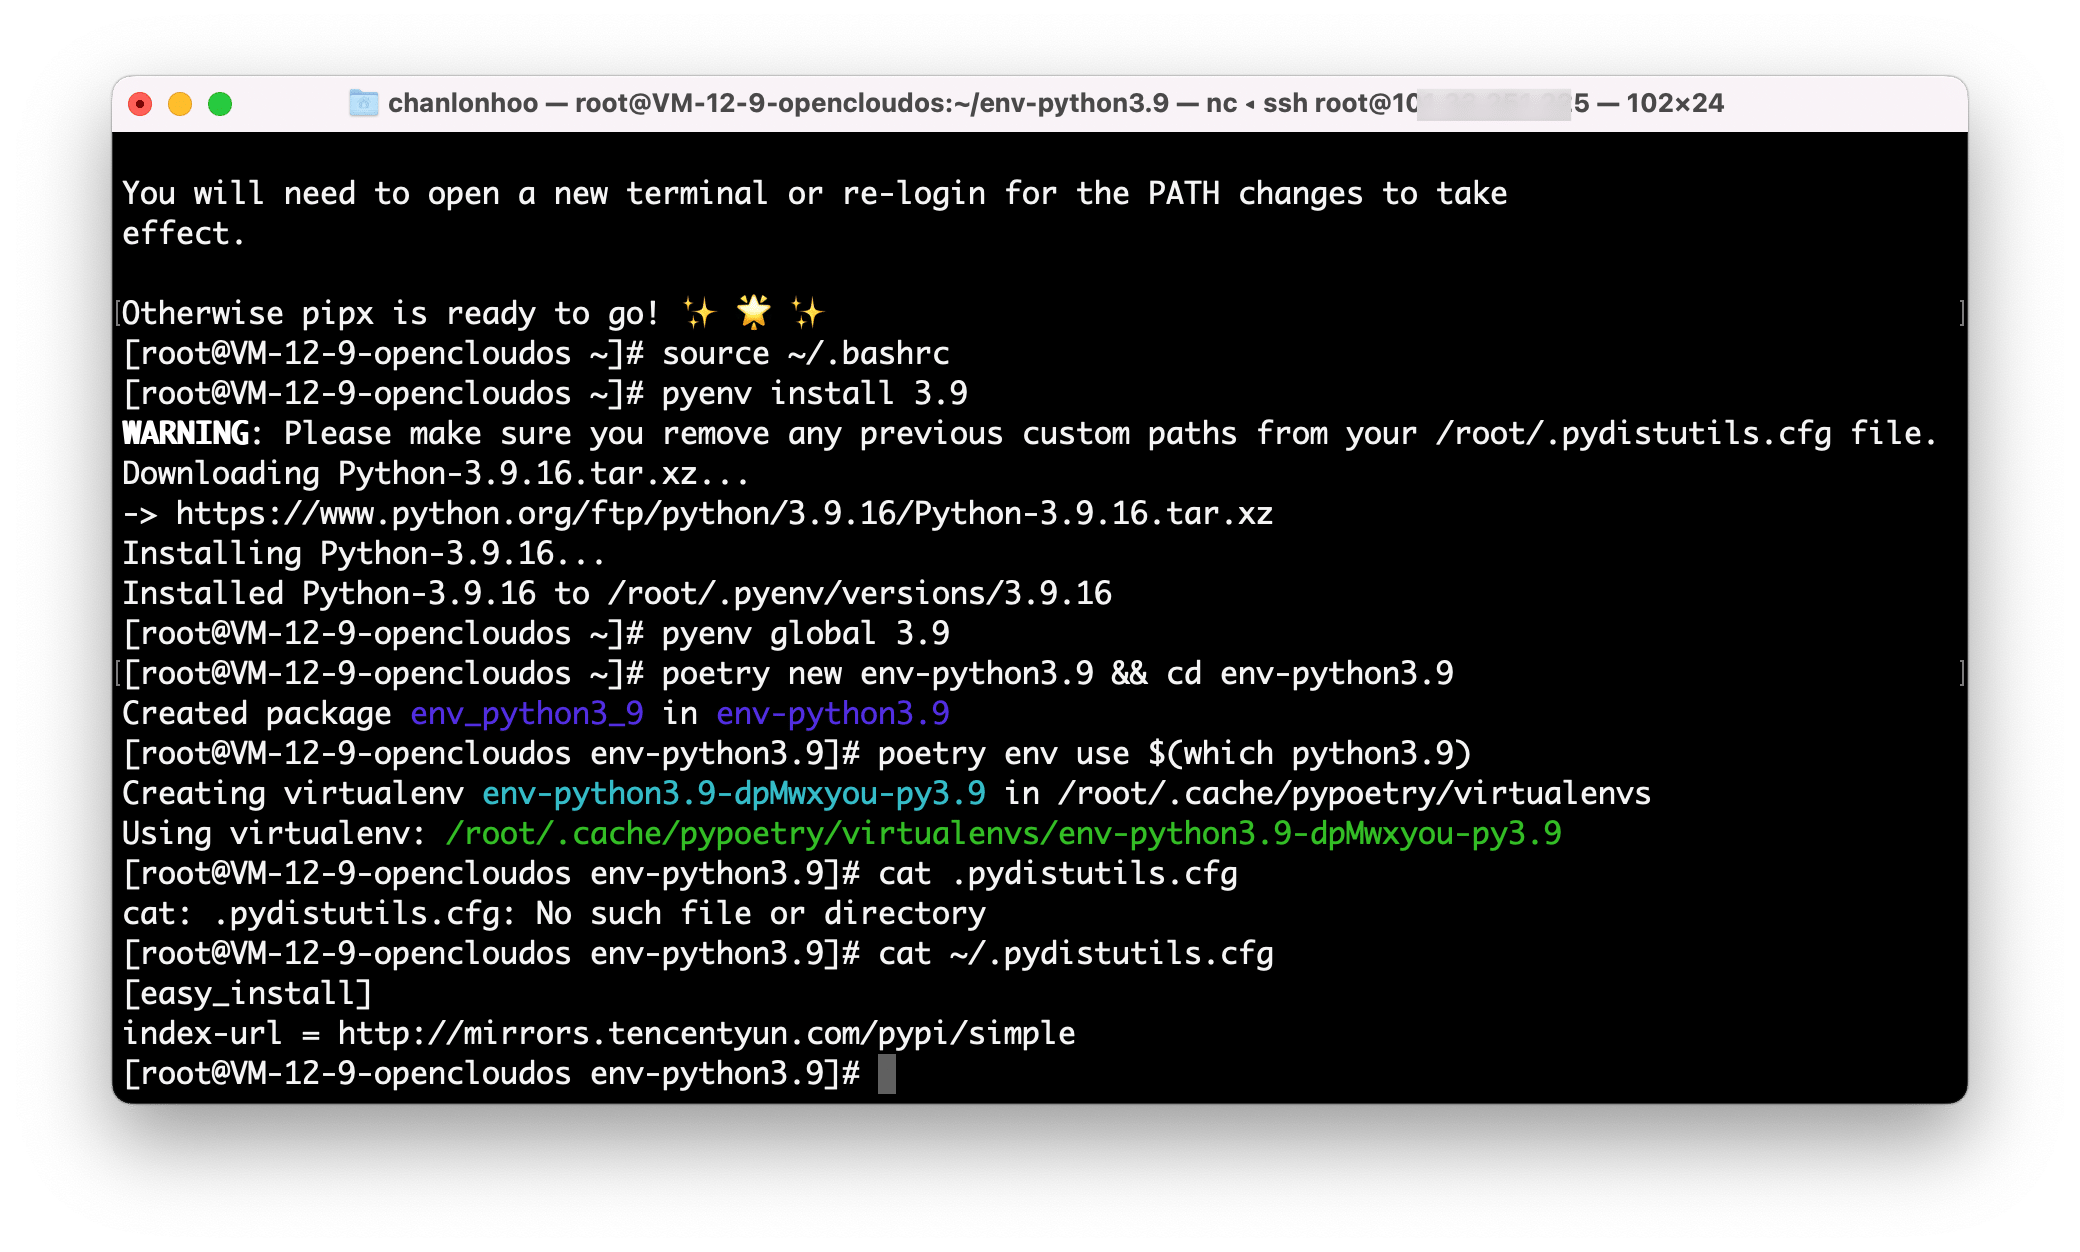 chanlonhoo — root@VM-12-9-opencloudos:~/env-python3.9 — nc ◂ ssh root@10 5 — 102×24
You will need to open a new terminal or re-login for the PATH changes to take
effect.
Otherwise pipx is ready to go! ✨ 🌟 ✨
[root@VM-12-9-opencloudos ~]# source ~/.bashrc
[root@VM-12-9-opencloudos ~]# pyenv install 3.9
WARNING: Please make sure you remove any previous custom paths from your /root/.pydistutils.cfg file.
Downloading Python-3.9.16.tar.xz...
-> https://www.python.org/ftp/python/3.9.16/Python-3.9.16.tar.xz
Installing Python-3.9.16...
Installed Python-3.9.16 to /root/.pyenv/versions/3.9.16
[root@VM-12-9-opencloudos ~]# pyenv global 3.9
[root@VM-12-9-opencloudos ~]# poetry new env-python3.9 && cd env-python3.9
Created package env_python3_9 in env-python3.9
[root@VM-12-9-opencloudos env-python3.9]# poetry env use $(which python3.9)
Creating virtualenv env-python3.9-dpMwxyou-py3.9 in /root/.cache/pypoetry/virtualenvs
Using virtualenv: /root/.cache/pypoetry/virtualenvs/env-python3.9-dpMwxyou-py3.9
[root@VM-12-9-opencloudos env-python3.9]# cat .pydistutils.cfg
cat: .pydistutils.cfg: No such file or directory
[root@VM-12-9-opencloudos env-python3.9]# cat ~/.pydistutils.cfg
[easy_install]
index-url = http://mirrors.tencentyun.com/pypi/simple
[root@VM-12-9-opencloudos env-python3.9]#